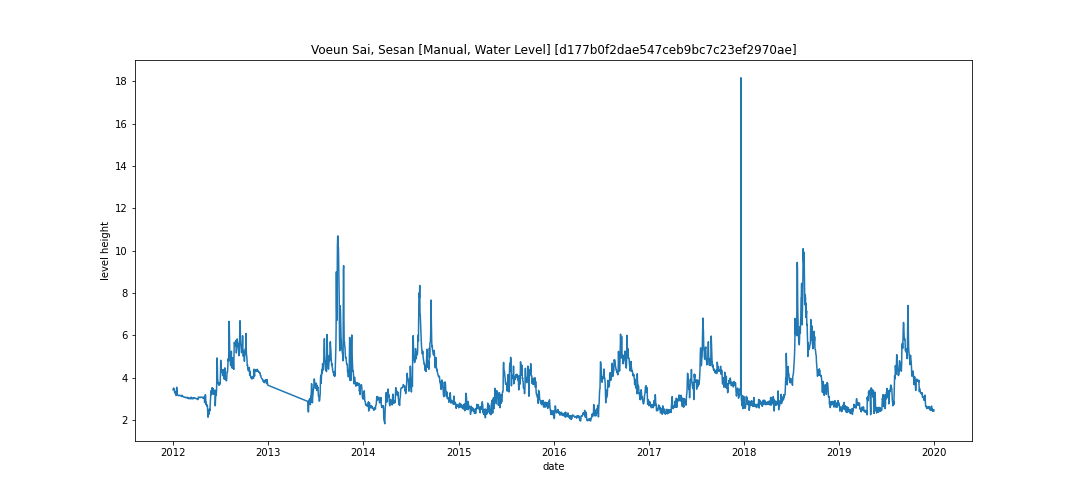 Voeun Sai, Sesan [Manual, Water Level] [d177b0f2dae547ceb9bc7c23ef2970ae]
level height
18
16
14
12
10
8
6
4
2
2012 2013 2014 2015 2016 2017 2018 2019 2020
date